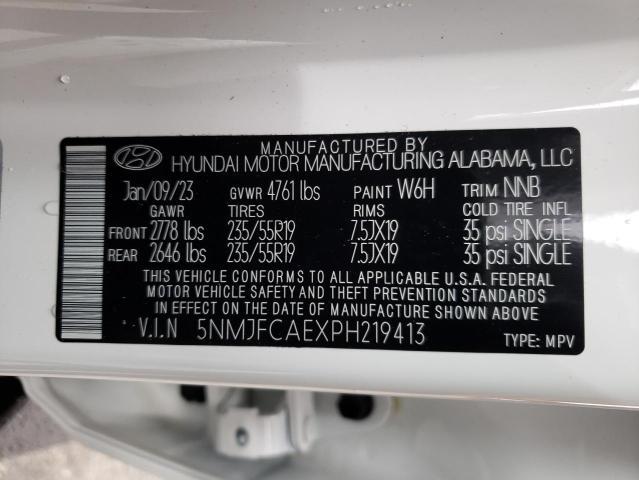 MANUFACTURED BY
HYUNDAI MOTOR MANUFACTURING ALABAMA, LLC
Jan/09/23 GVWR 4761 lbs PAINT W6H TRIM NNB
GAWR TIRES RIMS COLD TIRE INFL
FRONT 2778 lbs 235/55R19 7.5JX19 35 psi SINGLE
REAR 2646 lbs 235/55R19 7.5JX19 35 psi SINGLE
THIS VEHICLE CONFORMS TO ALL APPLICABLE U.S.A. FEDERAL
MOTOR VEHICLE SAFETY AND THEFT PREVENTION STANDARDS
IN EFFECT ON THE DATE OF MANUFACTURE SHOWN ABOVE.
* V.I.N 5NMJFCAEXPH219413 * TYPE: MPV